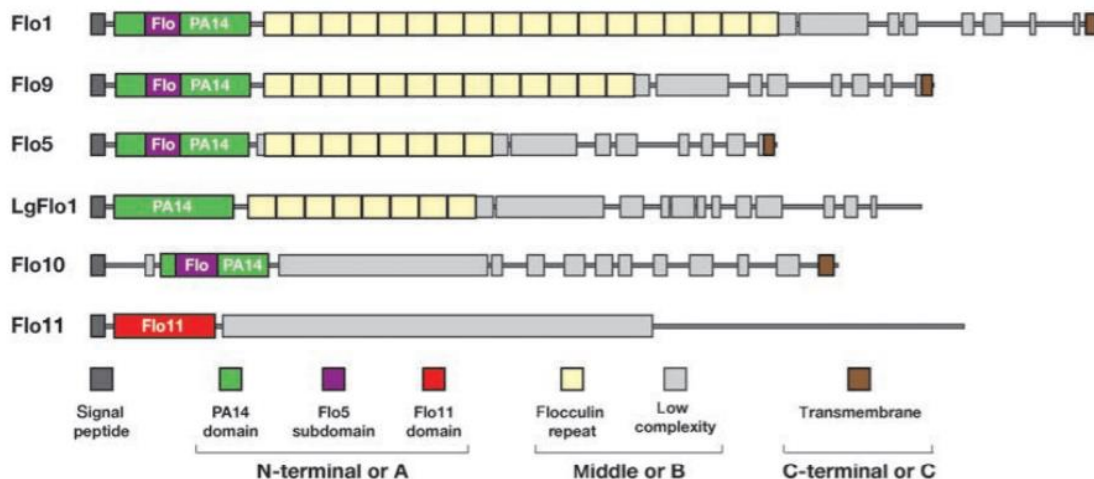 Flo1 Flo PA14
Flo9 Flo PA14
Flo5 Flo PA14
LgFlo1 PA14
Flo10 Flo PA14
Flo11 Flo11
Signal peptide
PA14 domain
Flo5 subdomain
Flo11 domain
Flocculin repeat
Low complexity
Transmembrane
N-terminal or A
Middle or B
C-terminal or C